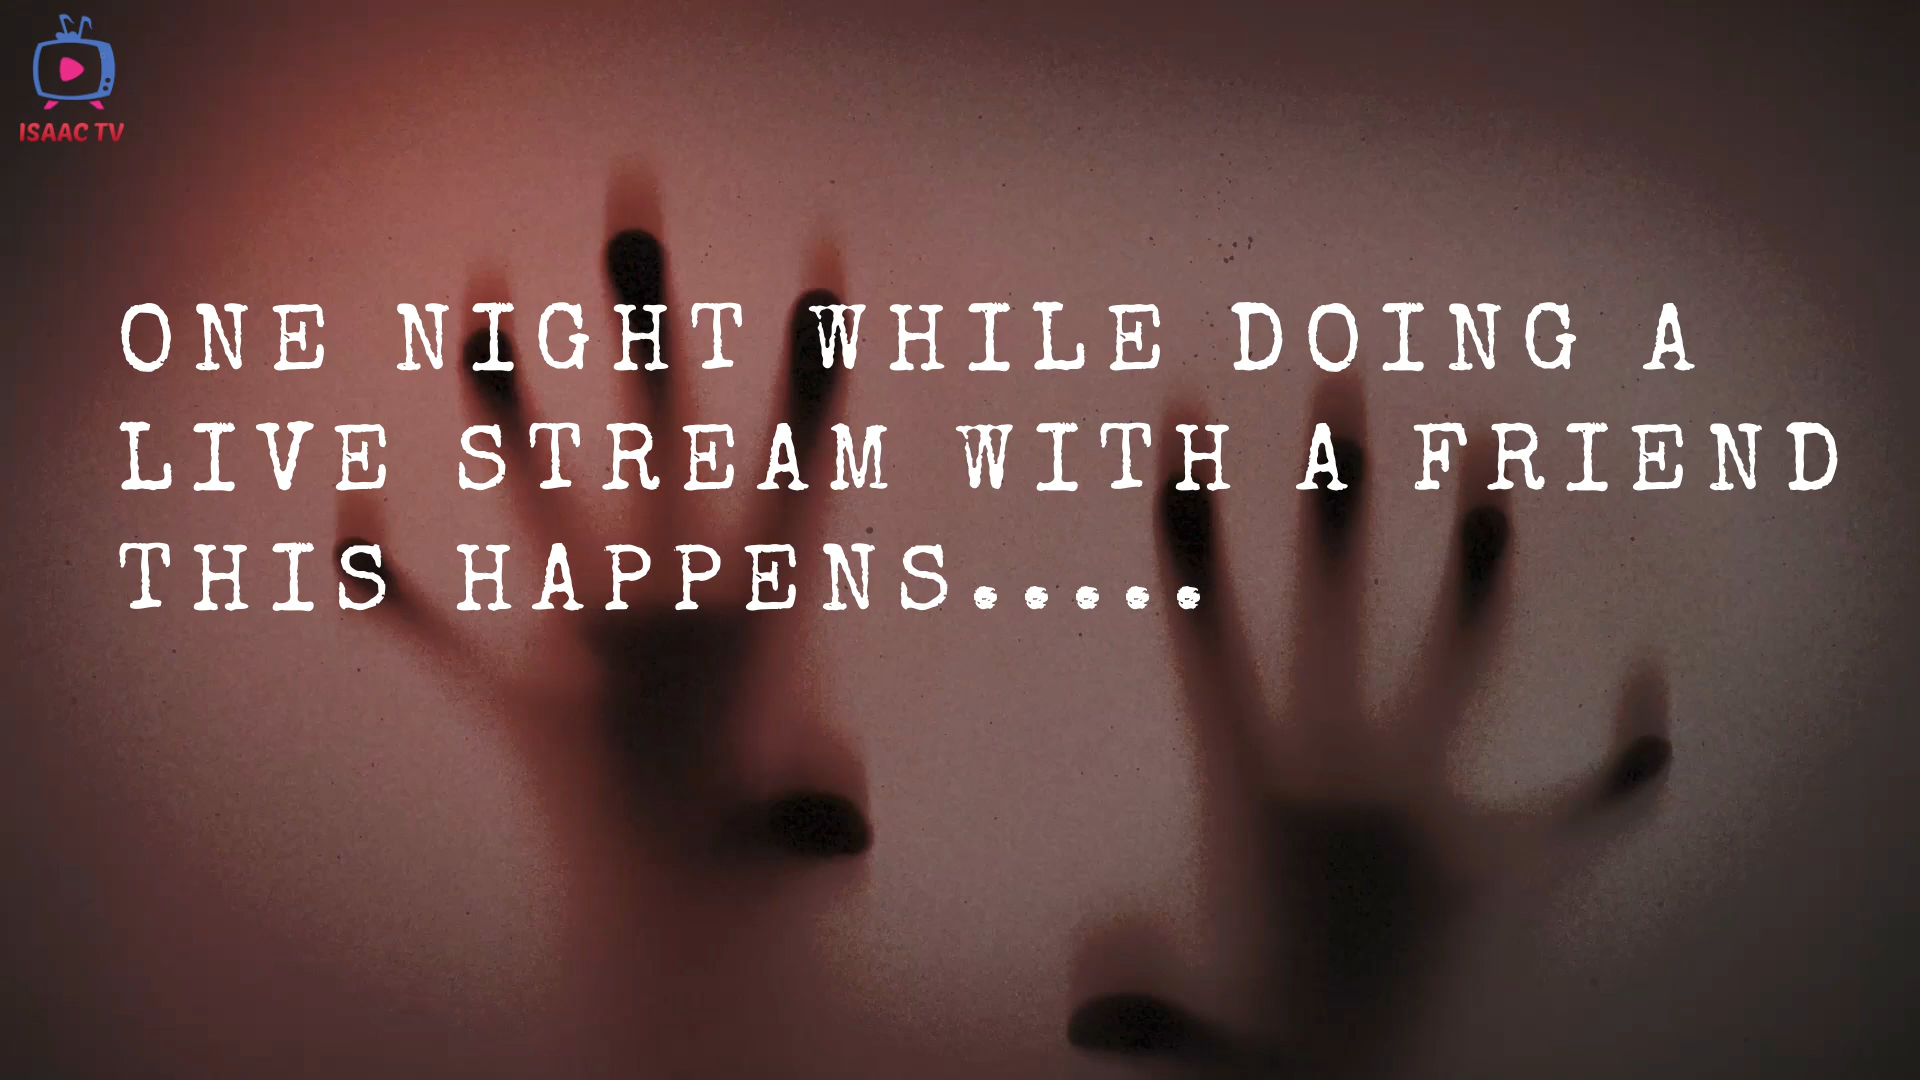 ISAAC TV
ONE NIGHT WHILE DOING A
LIVE STREAM WITH A FRIEND
THIS HAPPENS.....